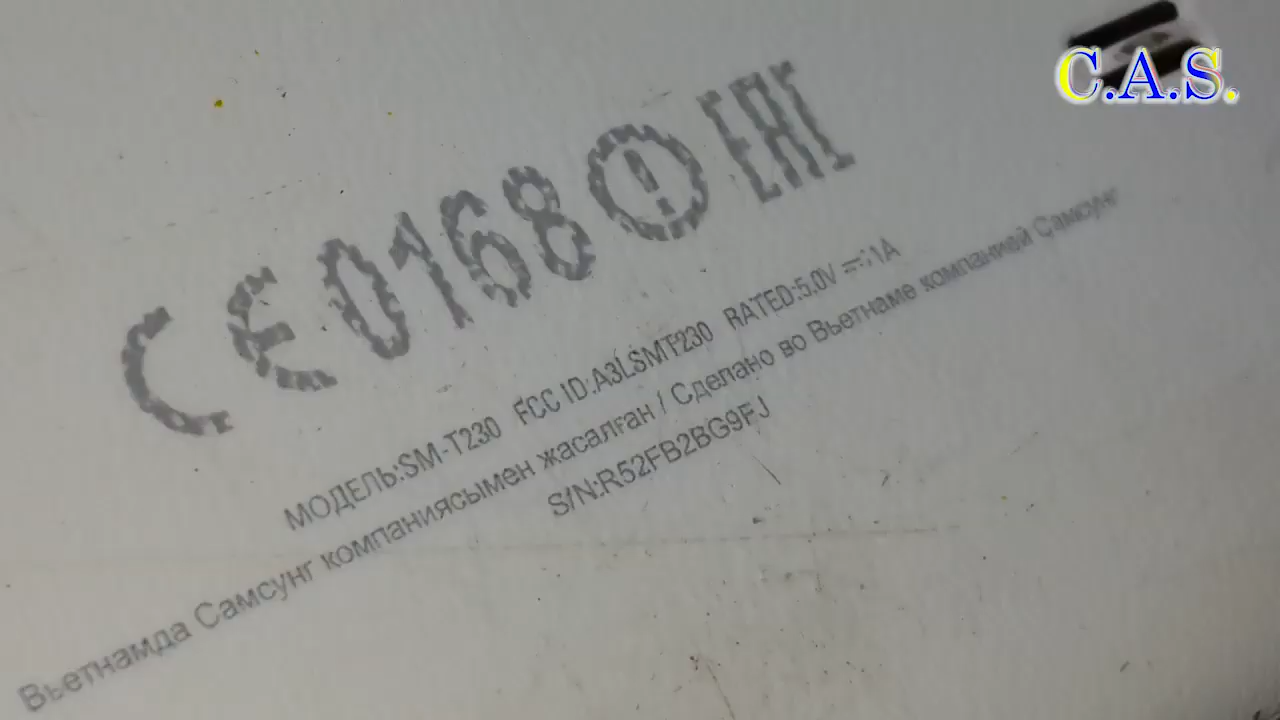 C.A.S.
CE0168 EAC
МОДЕЛЬ:SM-T230 FCC ID:A3LSMT230 RATED:5.0V ⎓ 1A
Вьетнамда Самсунг компаниясымен жасалған / Сделано во Вьетнаме компанией Самсунг
S/N:R52FB2BG9FJ